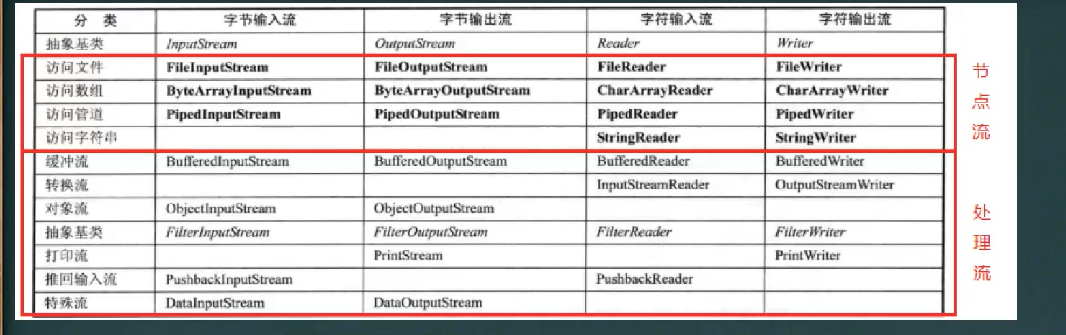 分 类 字节输入流 字节输出流 字符输入流 字符输出流
抽象基类 InputStream OutputStream Reader Writer
访问文件 FileInputStream FileOutputStream FileReader FileWriter
访问数组 ByteArrayInputStream ByteArrayOutputStream CharArrayReader CharArrayWriter
访问管道 PipedInputStream PipedOutputStream PipedReader PipedWriter
访问字符串 StringReader StringWriter
缓冲流 BufferedInputStream BufferedOutputStream BufferedReader BufferedWriter
转换流 InputStreamReader OutputStreamWriter
对象流 ObjectInputStream ObjectOutputStream
抽象基类 FilterInputStream FilterOutputStream FilterReader FilterWriter
打印流 PrintStream PrintWriter
推回输入流 PushbackInputStream PushbackReader
特殊流 DataInputStream DataOutputStream
节点流
处理流